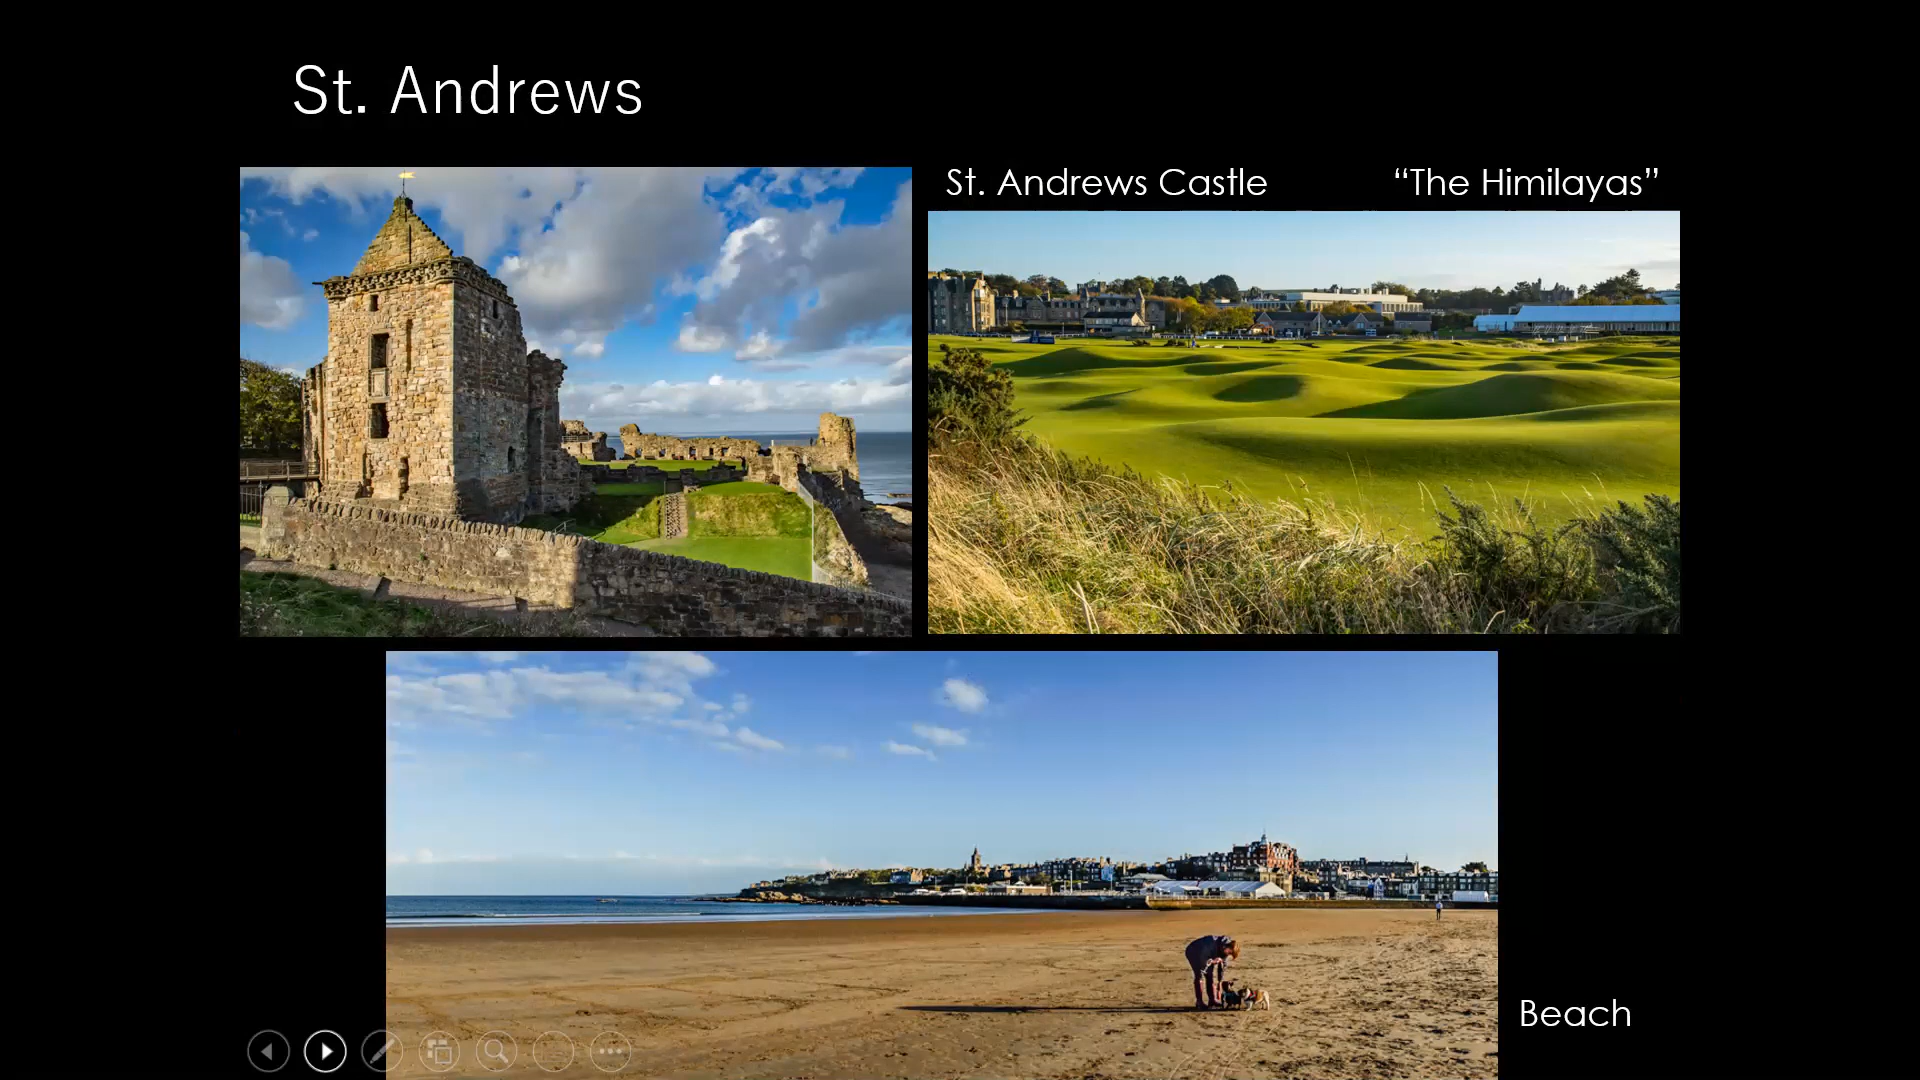 St. Andrews
St. Andrews Castle
“The Himilayas”
Beach